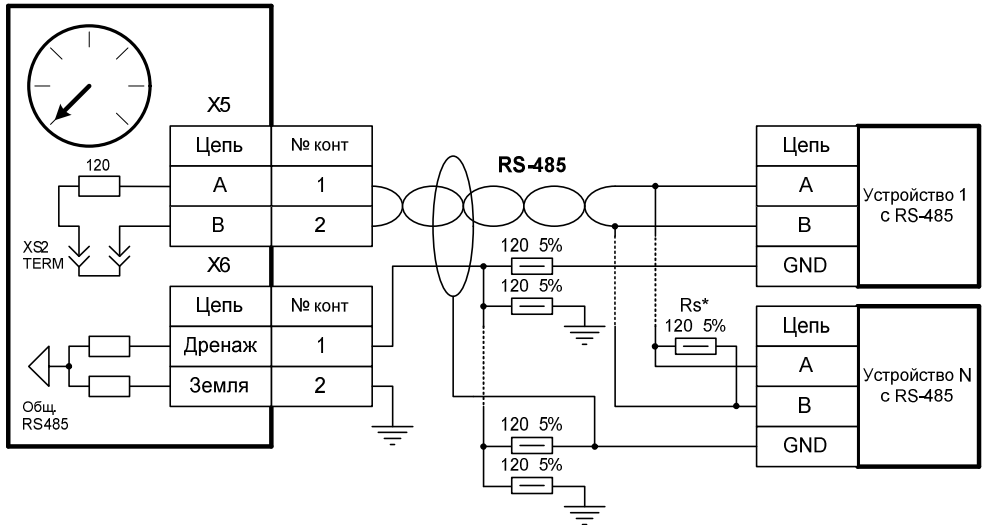 X5
Цепь № конт
120
А 1
В 2
XS2
TERM
X6
Цепь № конт
Дренаж 1
Земля 2
Общ.
RS485
RS-485
120 5%
120 5%
Rs*
120 5%
120 5%
120 5%
Цепь
А
В
GND
Устройство 1
с RS-485
Цепь
А
В
GND
Устройство N
с RS-485